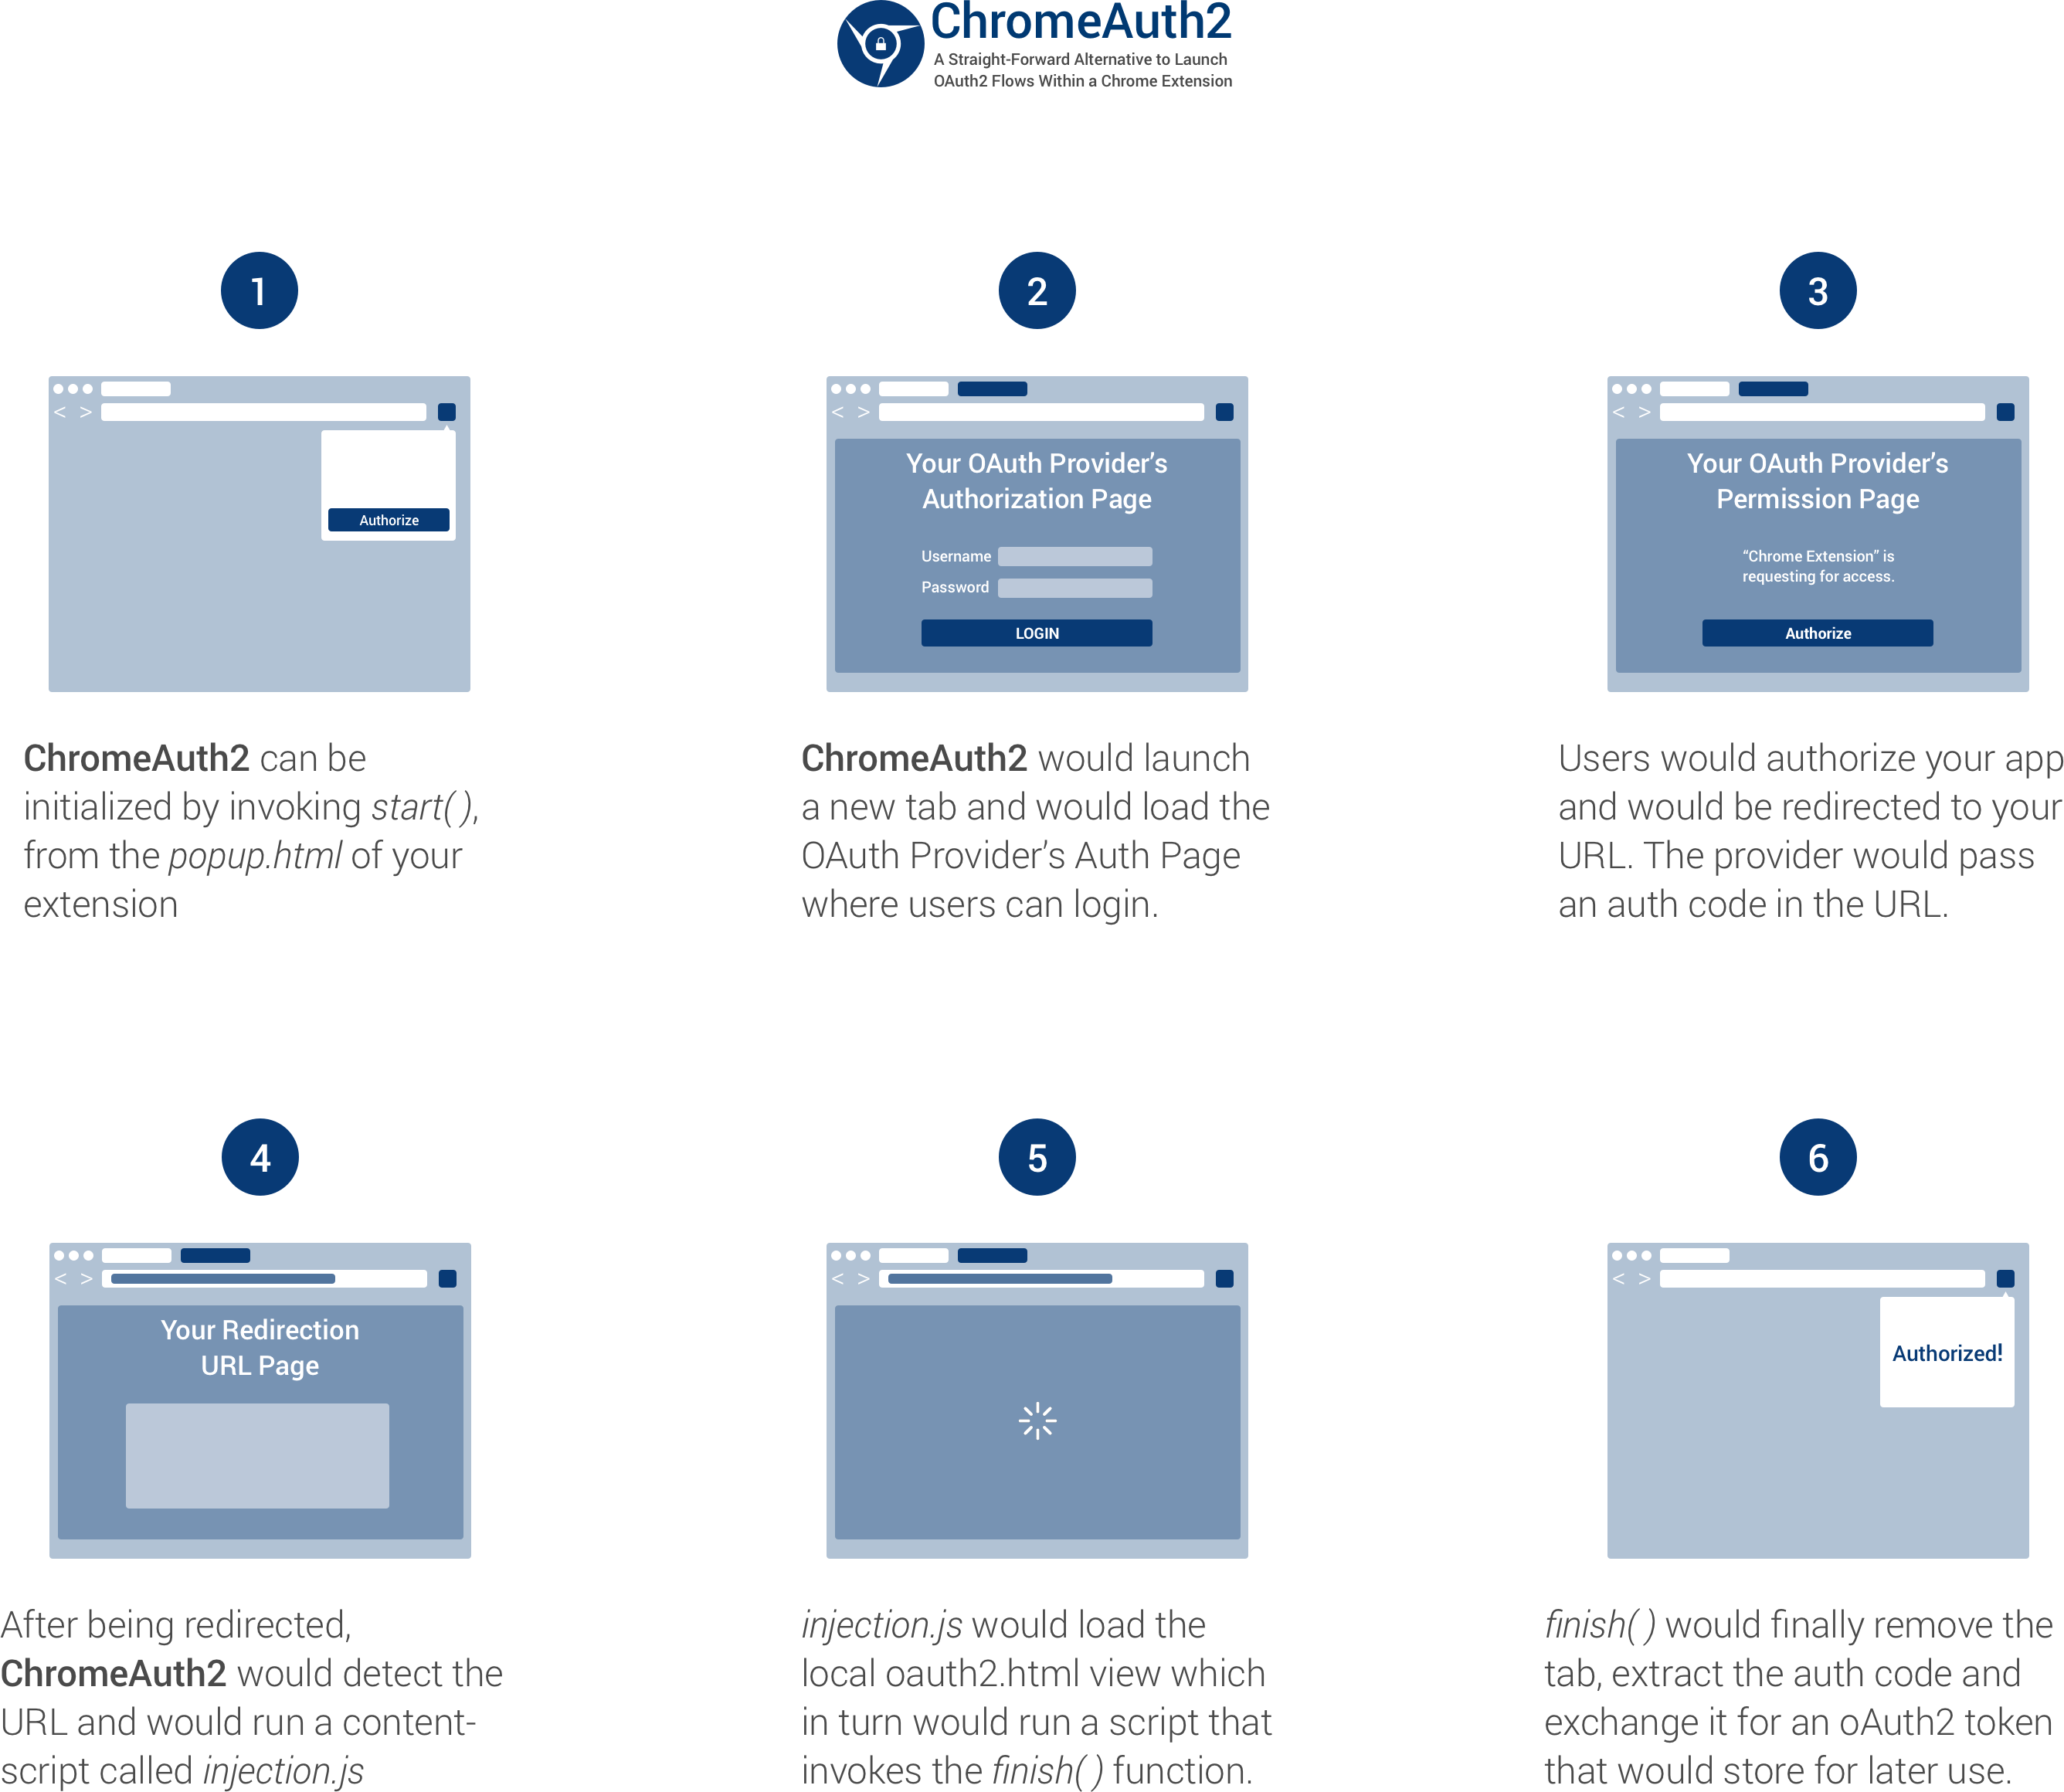 ChromeAuth2
A Straight-Forward Alternative to Launch
OAuth2 Flows Within a Chrome Extension
1
Authorize
ChromeAuth2 can be
initialized by invoking start( ),
from the popup.html of your
extension
2
Your OAuth Provider’s
Authorization Page
Username
Password
LOGIN
ChromeAuth2 would launch
a new tab and would load the
OAuth Provider’s Auth Page
where users can login.
3
Your OAuth Provider’s
Permission Page
“Chrome Extension” is
requesting for access.
Authorize
Users would authorize your app
and would be redirected to your
URL. The provider would pass
an auth code in the URL.
4
Your Redirection
URL Page
After being redirected,
ChromeAuth2 would detect the
URL and would run a content-
script called injection.js
5
injection.js would load the
local oauth2.html view which
in turn would run a script that
invokes the finish( ) function.
6
Authorized!
finish( ) would finally remove the
tab, extract the auth code and
exchange it for an oAuth2 token
that would store for later use.